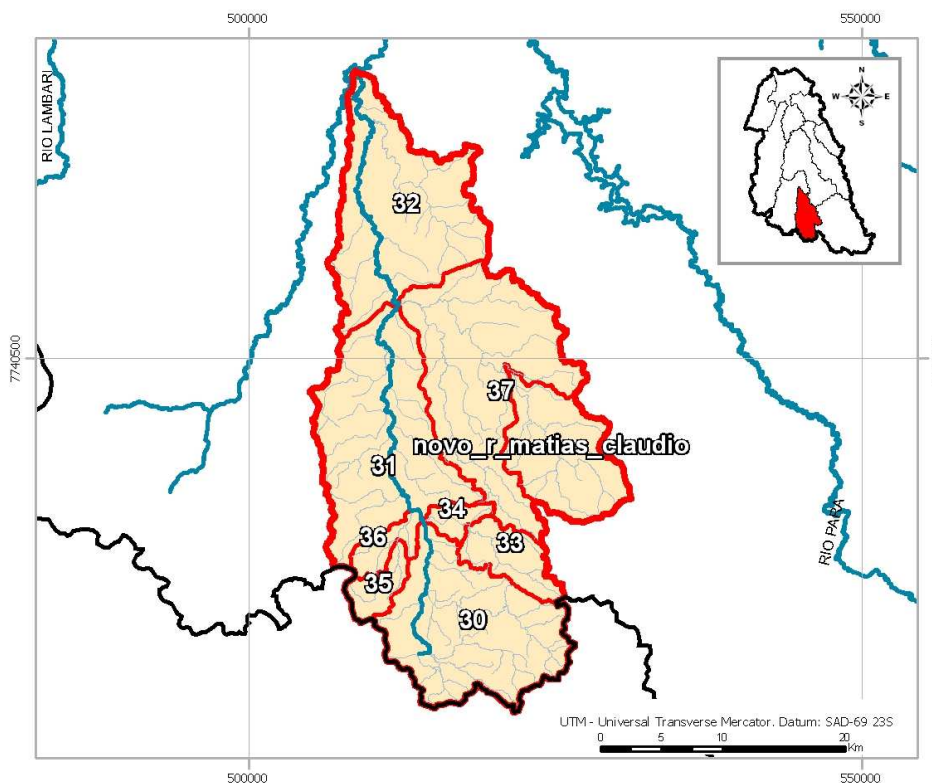 500000
550000
RIO LAMBARI
N
W
E
S
32
7740500
37
novo_r_matias_claudio
31
34
36
33
35
RIO PARÁ
30
UTM - Universal Transverse Mercator. Datum: SAD-69 23S
0 5 10 20
Km
500000
550000